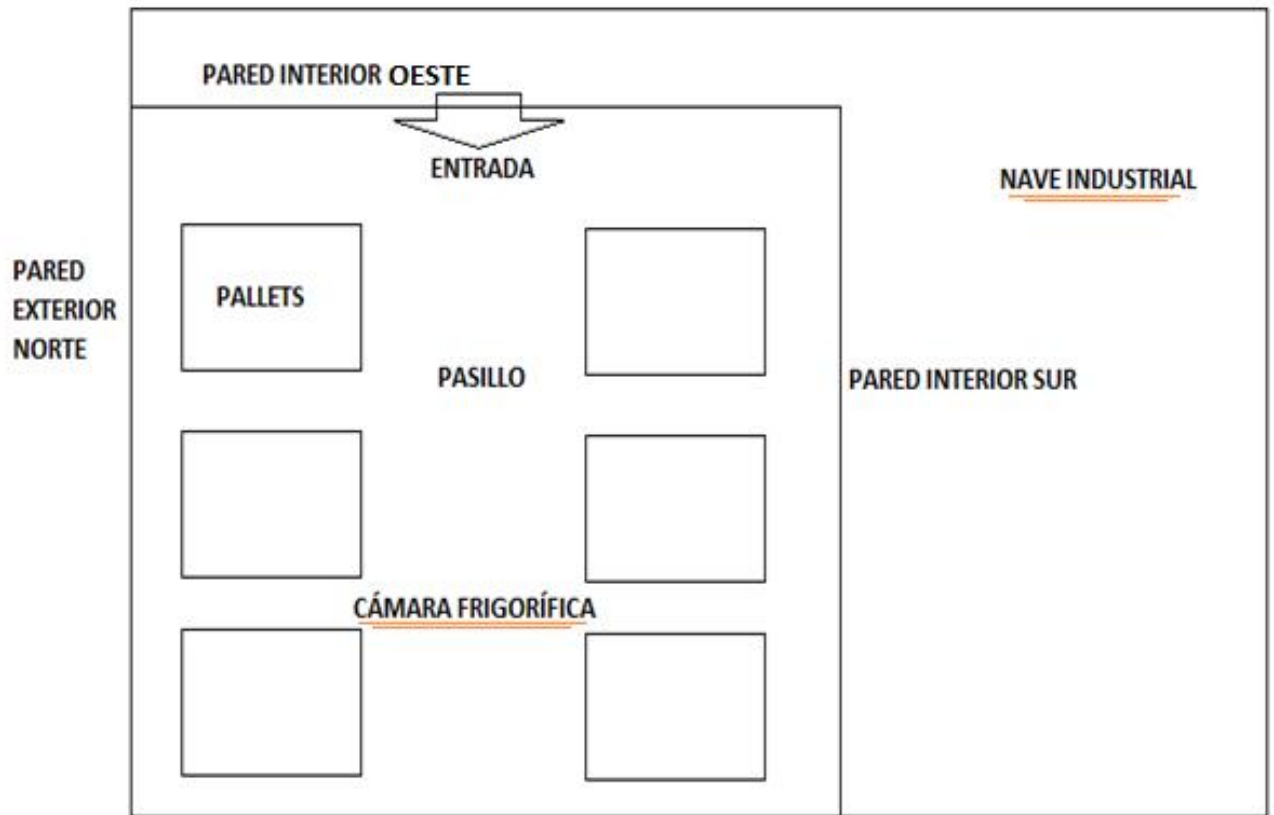 PARED INTERIOR OESTE
ENTRADA
NAVE INDUSTRIAL
PARED
EXTERIOR
NORTE
PALLETS
PASILLO
PARED INTERIOR SUR
CÁMARA FRIGORÍFICA